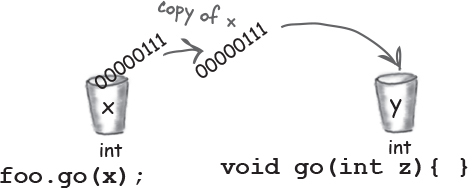 copy of x
00000111
00000111
x
y
int
int
foo.go(x);
void go(int z){ }